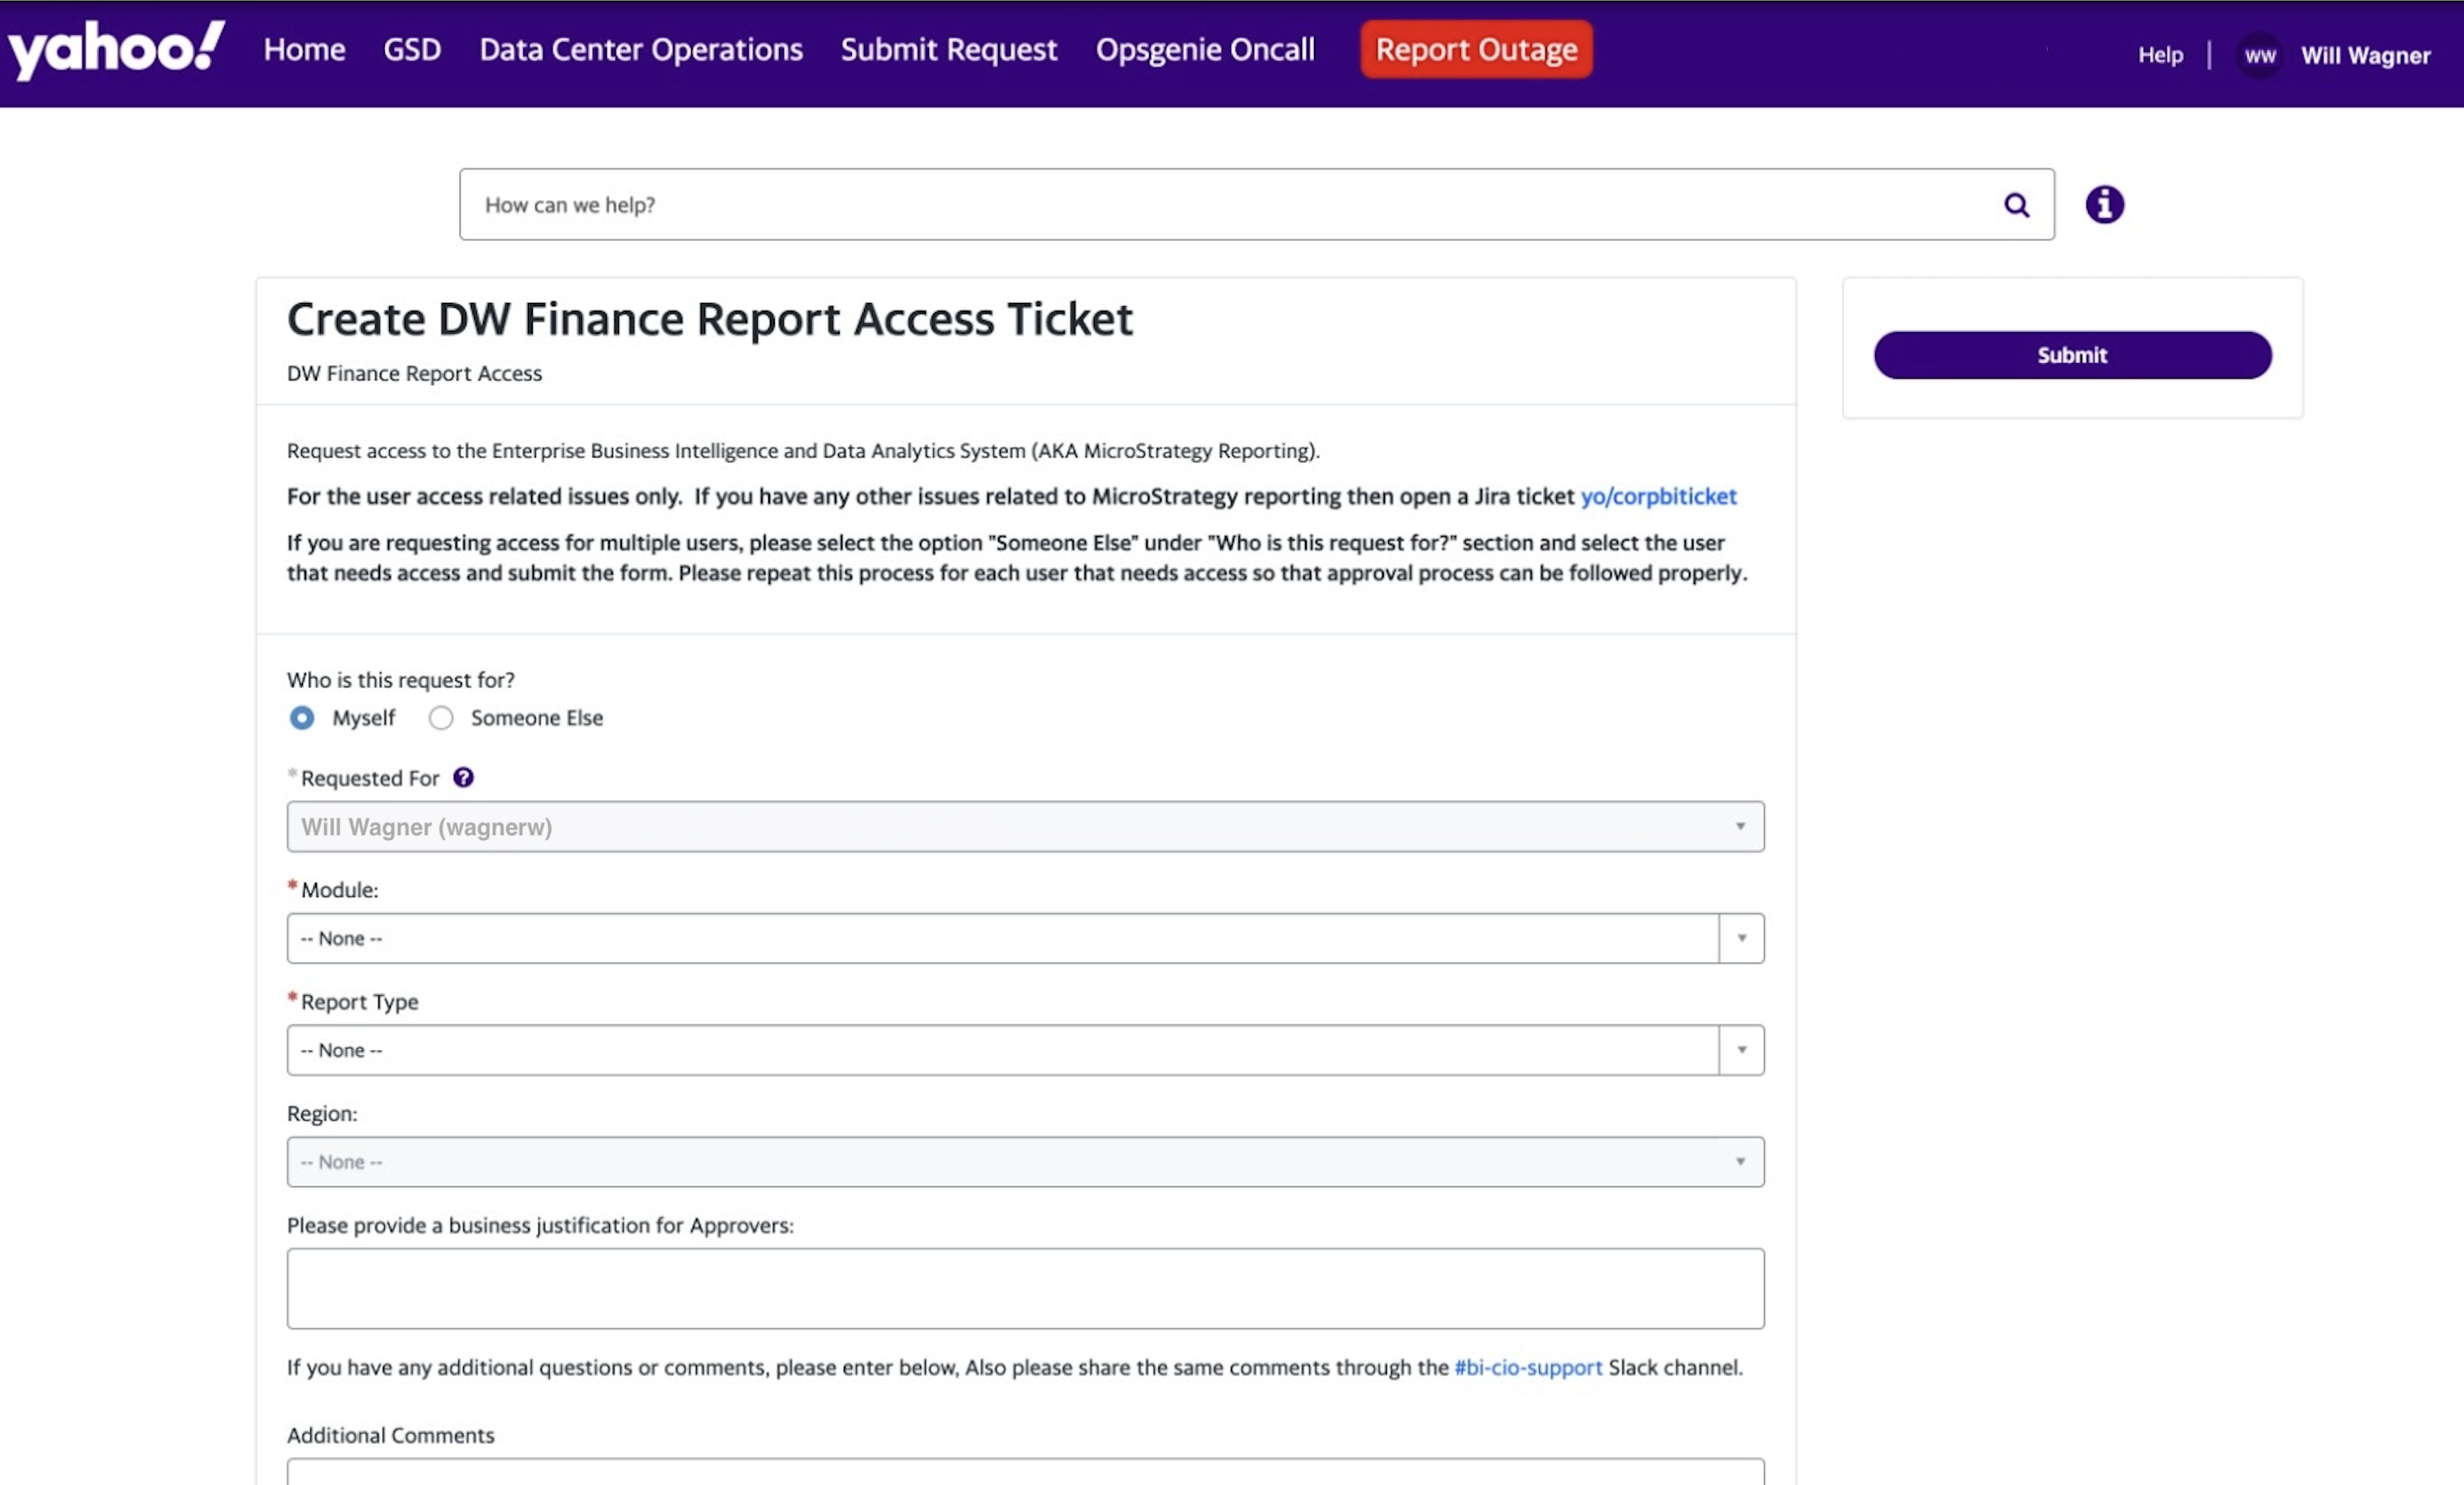 yahoo!
Home GSD Data Center Operations Submit Request Opsgenie Oncall Report Outage Help | WW Will Wagner
How can we help?
Create DW Finance Report Access Ticket
DW Finance Report Access
Submit
Request access to the Enterprise Business Intelligence and Data Analytics System (AKA MicroStrategy Reporting).
For the user access related issues only. If you have any other issues related to MicroStrategy reporting then open a Jira ticket yo/corpbiticket
If you are requesting access for multiple users, please select the option "Someone Else" under "Who is this request for?" section and select the user
that needs access and submit the form. Please repeat this process for each user that needs access so that approval process can be followed properly.
Who is this request for?
Myself Someone Else
*Requested For ?
Will Wagner (wagnerw)
*Module:
-- None --
*Report Type
-- None --
Region:
-- None --
Please provide a business justification for Approvers:
If you have any additional questions or comments, please enter below, Also please share the same comments through the #bi-cio-support Slack channel.
Additional Comments